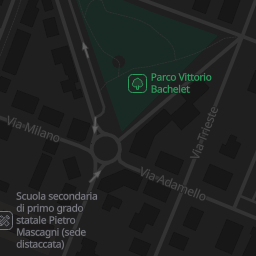 Parco Vittorio
Bachelet
Via-Milano
Via-Trieste
Via-Adamello
Scuola secondaria
di primo grado
statale Pietro
Mascagni (sede
distaccata)